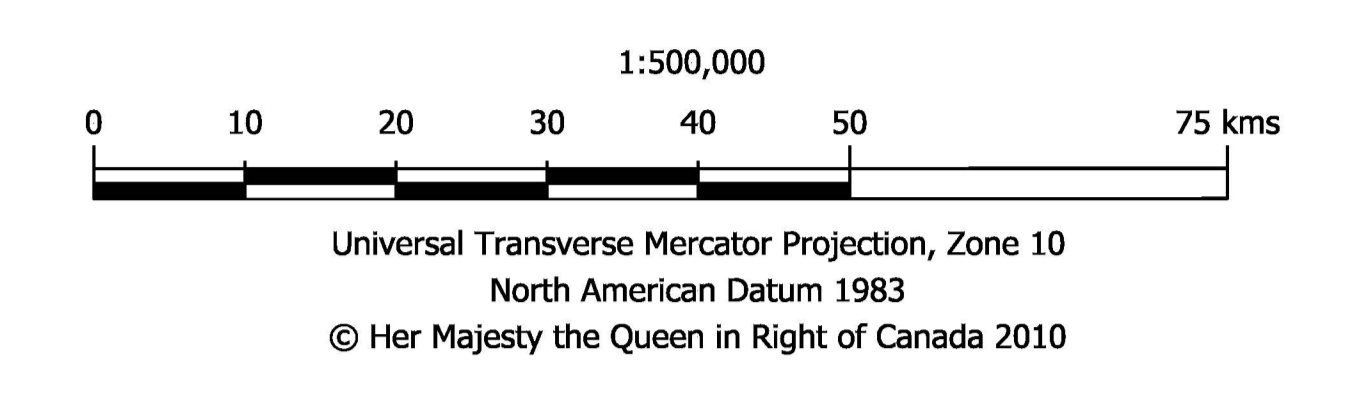 1:500,000
0 10 20 30 40 50 75 kms
Universal Transverse Mercator Projection, Zone 10
North American Datum 1983
© Her Majesty the Queen in Right of Canada 2010